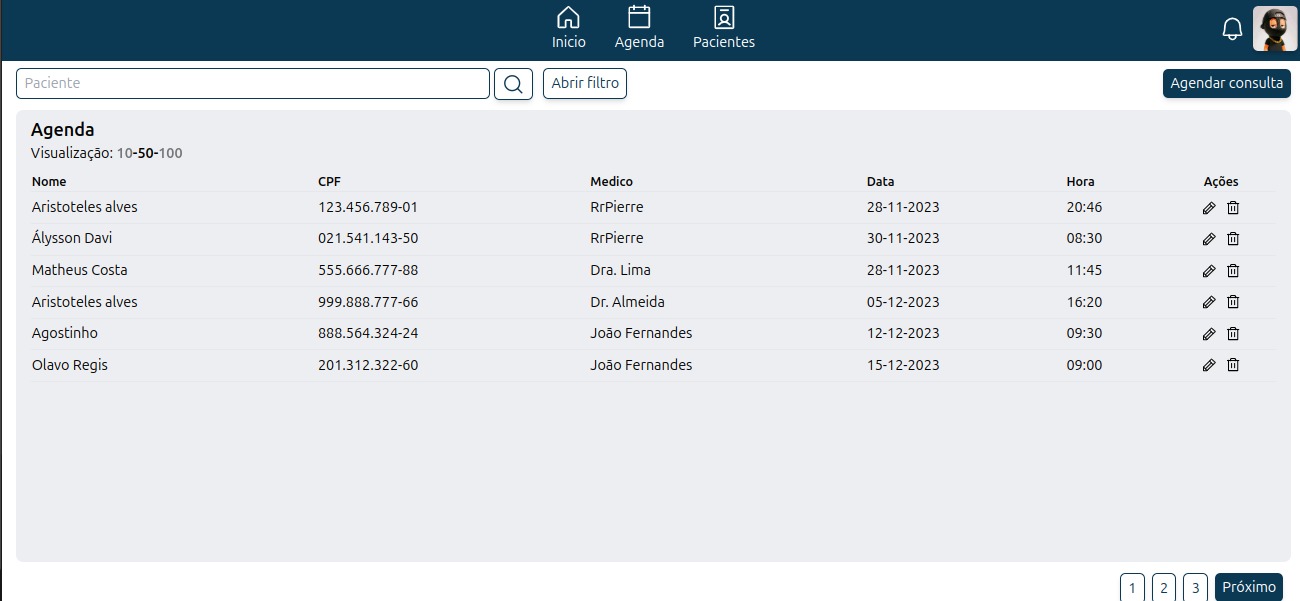 Inicio Agenda Pacientes
Paciente Abrir filtro Agendar consulta
Agenda
Visualização: 10-50-100
Nome CPF Medico Data Hora Ações
Aristoteles alves 123.456.789-01 RrPierre 28-11-2023 20:46
Álysson Davi 021.541.143-50 RrPierre 30-11-2023 08:30
Matheus Costa 555.666.777-88 Dra. Lima 28-11-2023 11:45
Aristoteles alves 999.888.777-66 Dr. Almeida 05-12-2023 16:20
Agostinho 888.564.324-24 João Fernandes 12-12-2023 09:30
Olavo Regis 201.312.322-60 João Fernandes 15-12-2023 09:00
1 2 3 Próximo